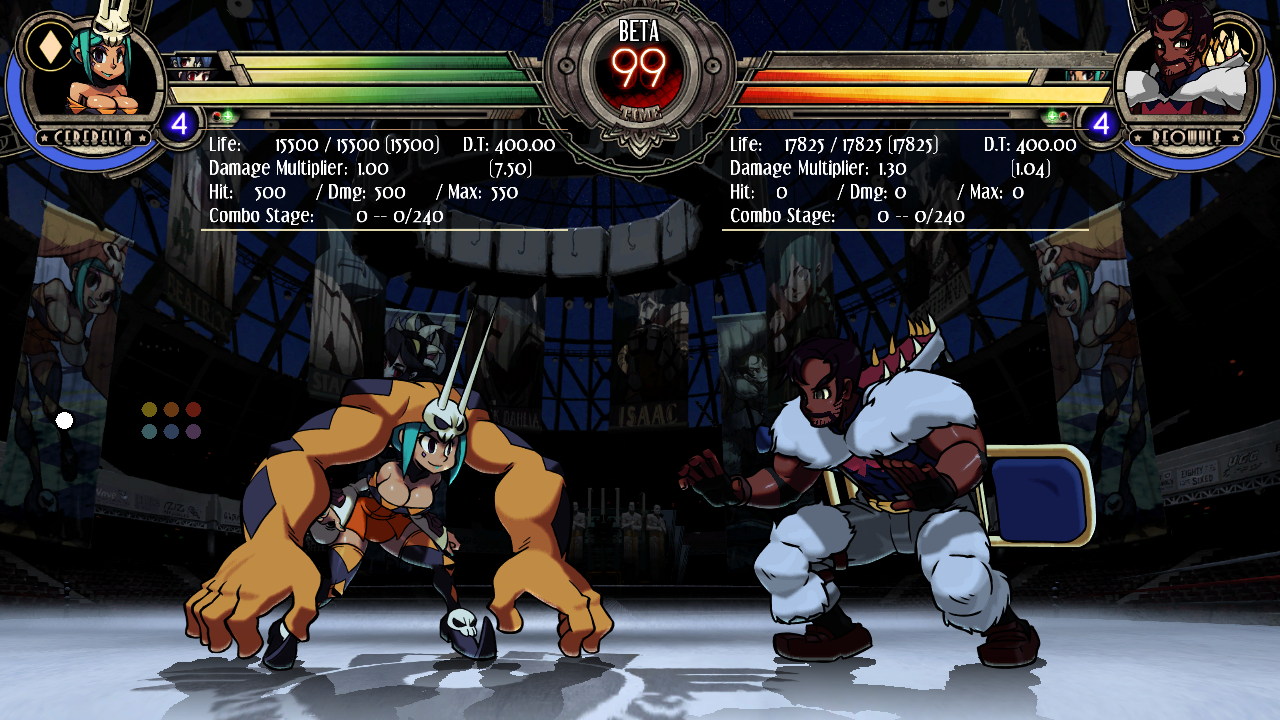 BETA
99
TIME
CEREBELLA
4
4
BEOWULF
Life: 15500 / 15500 (15500) D.T: 400.00
Damage Multiplier: 1.00 (7.50)
Hit: 500 / Dmg: 500 / Max: 550
Combo Stage: 0 -- 0/240
Life: 17825 / 17825 (17825) D.T: 400.00
Damage Multiplier: 1.30 (1.04)
Hit: 0 / Dmg: 0 / Max: 0
Combo Stage: 0 -- 0/240
ISAAC